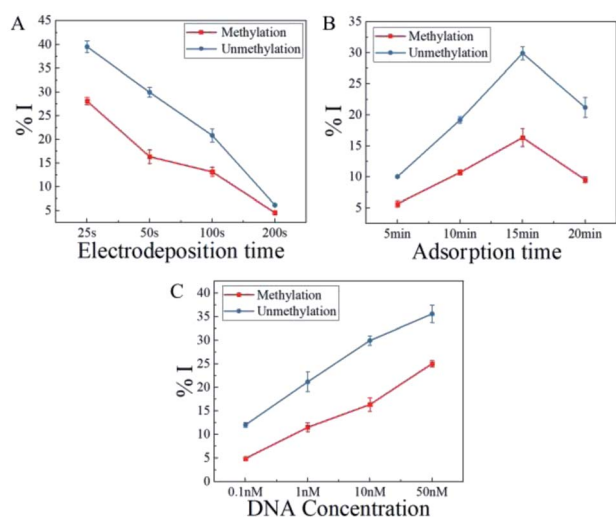 A
45
40
35
30
25
20
15
10
5
% I
Methylation
Unmethylation
25s 50s 100s 200s
Electrodeposition time
B
35
30
25
20
15
10
5
% I
Methylation
Unmethylation
5min 10min 15min 20min
Adsorption time
C
40
35
30
25
20
15
10
5
0
% I
Methylation
Unmethylation
0.1nM 1nM 10nM 50nM
DNA Concentration